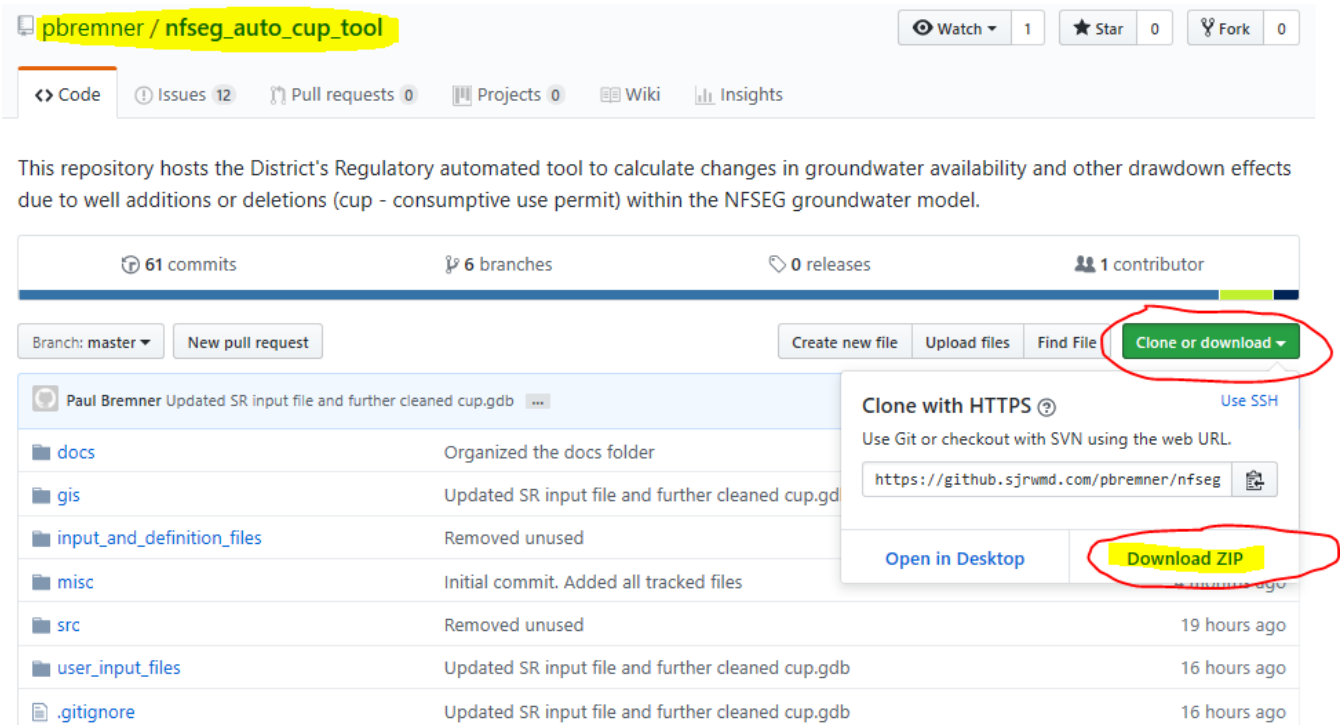 pbremner / nfseg_auto_cup_tool
Watch 1 Star 0 Fork 0
Code Issues 12 Pull requests 0 Projects 0 Wiki Insights
This repository hosts the District's Regulatory automated tool to calculate changes in groundwater availability and other drawdown effects
due to well additions or deletions (cup - consumptive use permit) within the NFSEG groundwater model.
61 commits 6 branches 0 releases 1 contributor
Branch: master New pull request Create new file Upload files Find File Clone or download
Paul Bremner Updated SR input file and further cleaned cup.gdb ...
Clone with HTTPS Use SSH
Use Git or checkout with SVN using the web URL.
https://github.sjrwmd.com/pbremner/nfseg
Open in Desktop Download ZIP
docs Organized the docs folder
gis Updated SR input file and further cleaned cup.gd
input_and_definition_files Removed unused
misc Initial commit. Added all tracked files 4 months ago
src Removed unused 19 hours ago
user_input_files Updated SR input file and further cleaned cup.gdb 16 hours ago
.gitignore Updated SR input file and further cleaned cup.gdb 16 hours ago